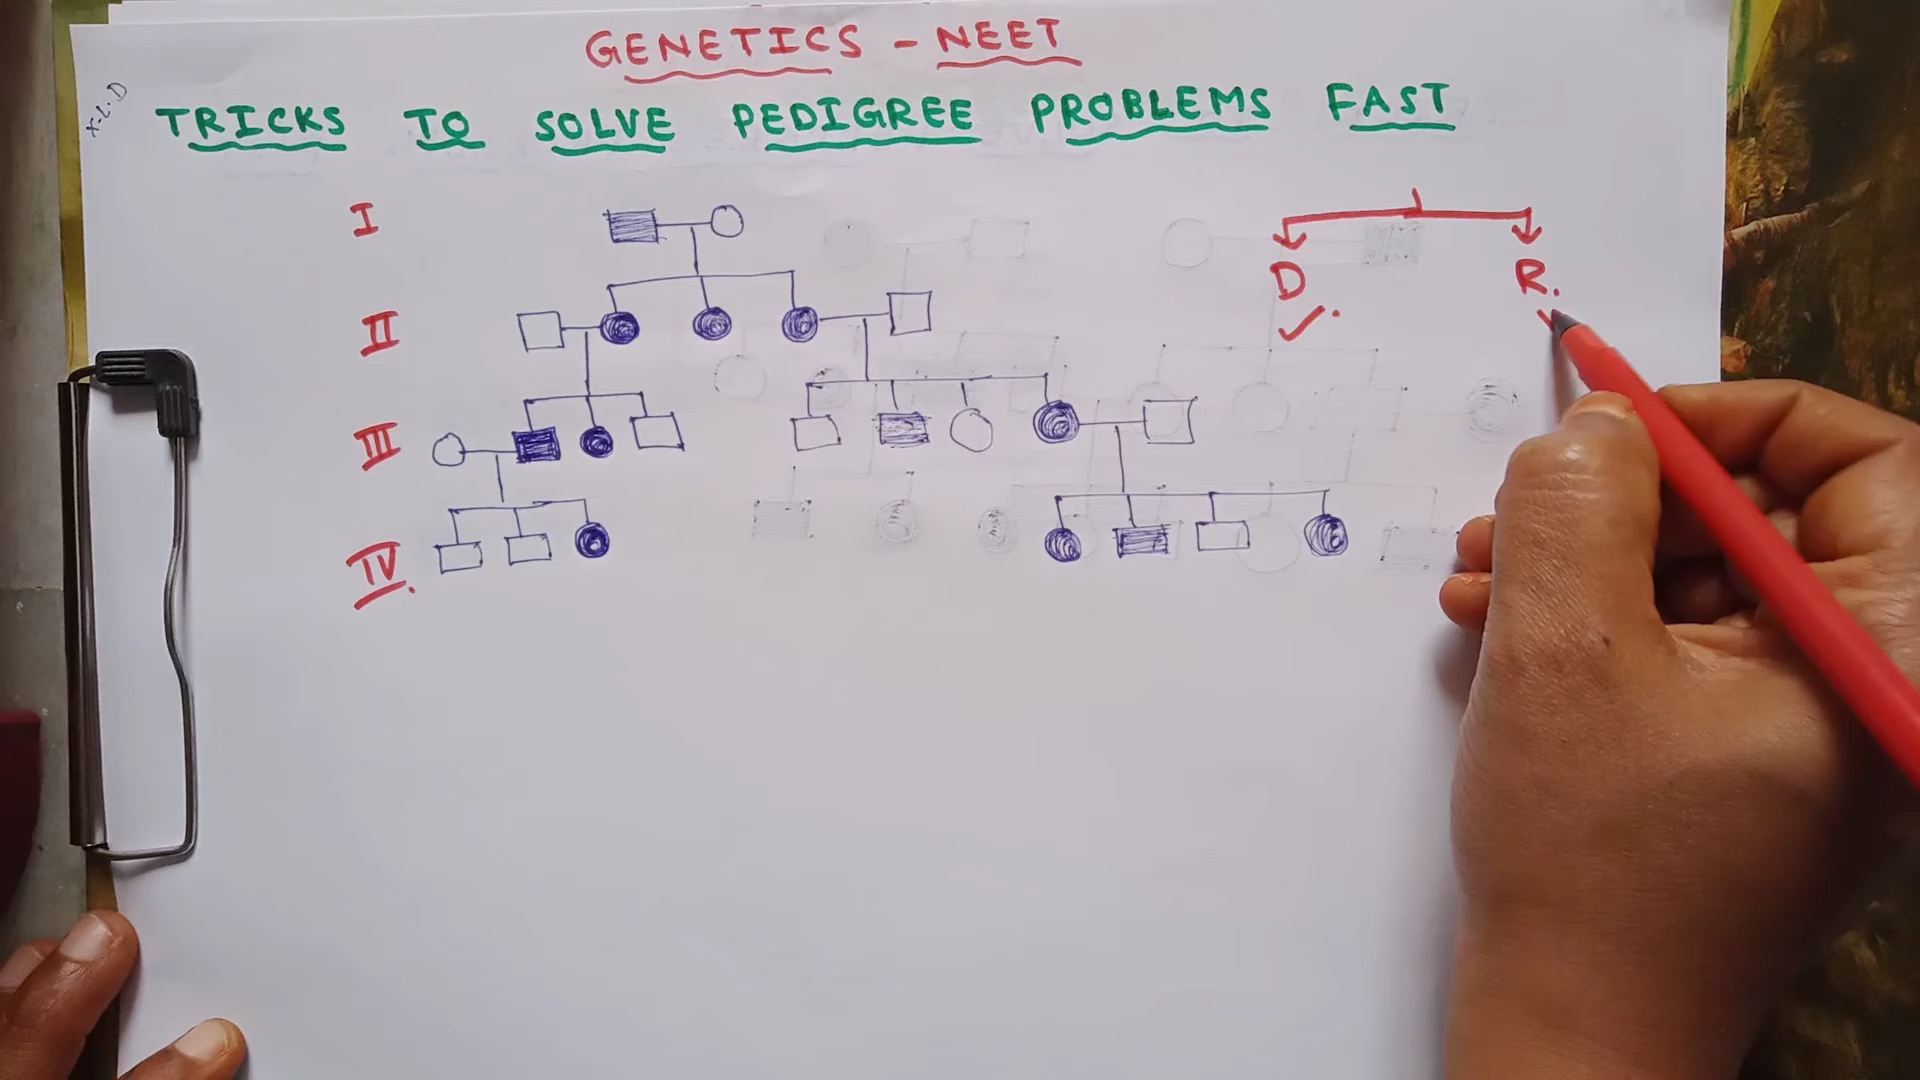 GENETICS - NEET
X-L.D
TRICKS TO SOLVE PEDIGREE PROBLEMS FAST
I
D
R.
II
III
IV.